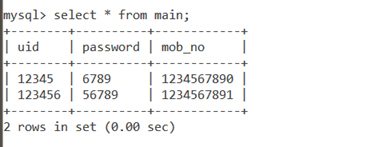 mysql> select * from main;
+--------+----------+------------+
| uid    | password | mob_no     |
+--------+----------+------------+
| 12345  | 6789     | 1234567890 |
| 123456 | 56789    | 1234567891 |
+--------+----------+------------+
2 rows in set (0.00 sec)